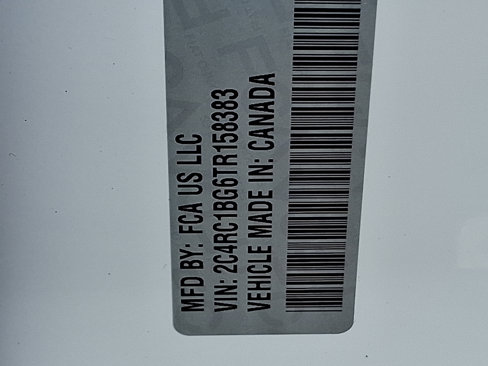 MFD BY: FCA US LLC
VIN: 2C4RC1BG6TR158383
VEHICLE MADE IN: CANADA